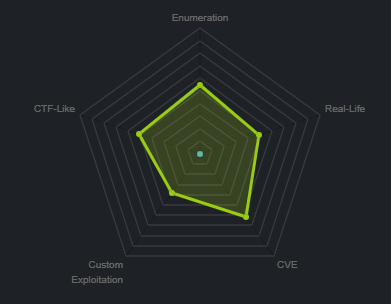 Enumeration
CTF-Like
Real-Life
Custom
Exploitation
CVE